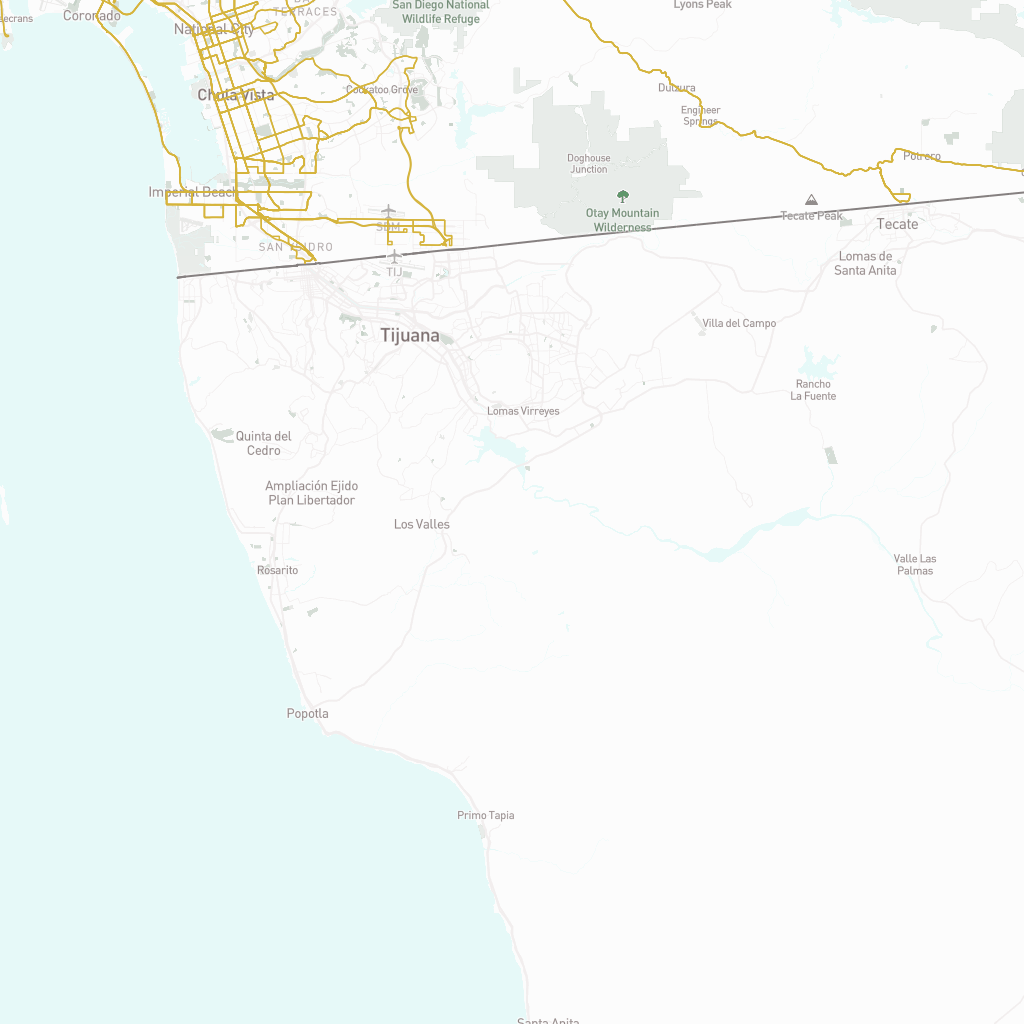 San Diego National
Wildlife Refuge
Lyons Peak
TERRACES
Coronado
National City
Chula Vista
Cockatoo Grove
Dulzura
Engineer
Springs
Doghouse
Junction
Potrero
Imperial Beach
Otay Mountain
Wilderness
Tecate Peak
Tecate
SDM
SAN YSIDRO
TIJ
Lomas de
Santa Anita
Tijuana
Villa del Campo
Rancho
La Fuente
Lomas Virreyes
Quinta del
Cedro
Ampliación Ejido
Plan Libertador
Los Valles
Rosarito
Valle Las
Palmas
Popotla
Primo Tapia
Santa Anita